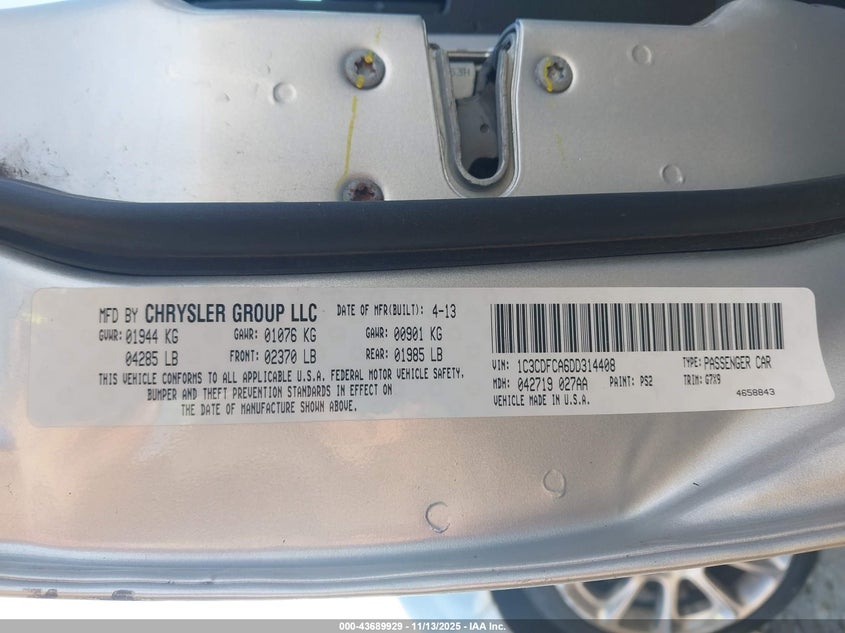 MFD BY CHRYSLER GROUP LLC DATE OF MFR(BUILT): 4-13
GVWR: 01944 KG GAWR: 01076 KG GAWR: 00901 KG
04285 LB FRONT: 02370 LB REAR: 01985 LB
THIS VEHICLE CONFORMS TO ALL APPLICABLE U.S.A. FEDERAL MOTOR VEHICLE SAFETY,
BUMPER AND THEFT PREVENTION STANDARDS IN EFFECT ON
THE DATE OF MANUFACTURE SHOWN ABOVE.
VIN: 1C3CDFCA6DD314408 TYPE: PASSENGER CAR
MDH: 042719 027AA PAINT: PS2 TRIM: G7X9
VEHICLE MADE IN U.S.A. 4658843
000-43689929 | 11/13/2025 | IAA Inc.